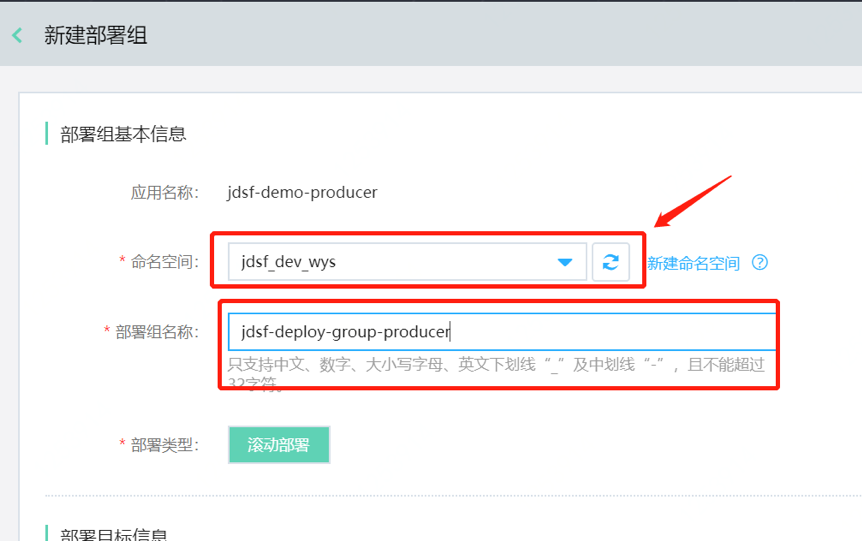 新建部署组
部署组基本信息
应用名称： jdsf-demo-producer
* 命名空间： jdsf_dev_wys 新建命名空间
* 部署组名称： jdsf-deploy-group-producer
只支持中文、数字、大小写字母、英文下划线“_”及中划线“-”，且不能超过
32字符。
* 部署类型： 滚动部署
部署目标信息